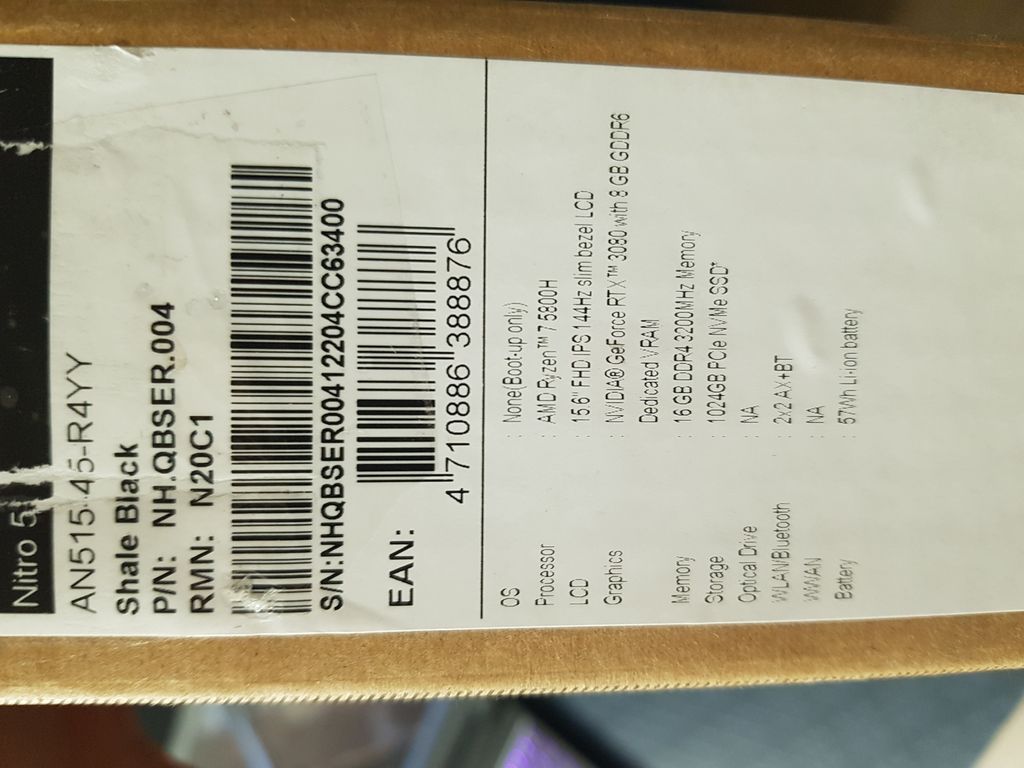 Nitro 5
AN515-45-R4YY
Shale Black
P/N: NH.QBSER.004
RMN: N20C1
S/N:NHQBSER00412204CC63400
EAN:
4 710886 388876
OS : None(Boot-up only)
Processor : AMD Ryzen™ 7 5800H
LCD : 15.6" FHD IPS 144Hz slim bezel LCD
Graphics : NVIDIA® GeForce RTX™ 3080 with 8 GB GDDR6
Dedicated VRAM
Memory : 16 GB DDR4 3200MHz Memory
Storage : 1024GB PCIe NVMe SSD*
Optical Drive : NA
WLAN/Bluetooth : 2x2 AX+BT
WWAN : NA
Battery : 57Wh Li-ion battery